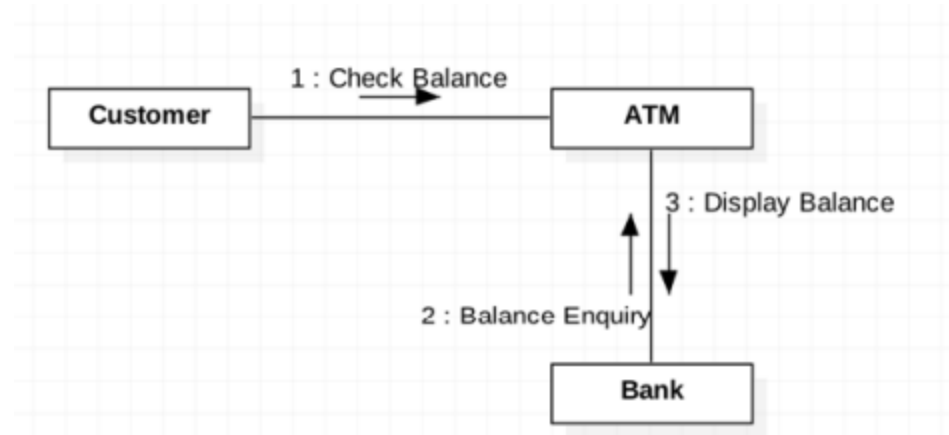 1 : Check Balance
Customer
ATM
3 : Display Balance
2 : Balance Enquiry
Bank